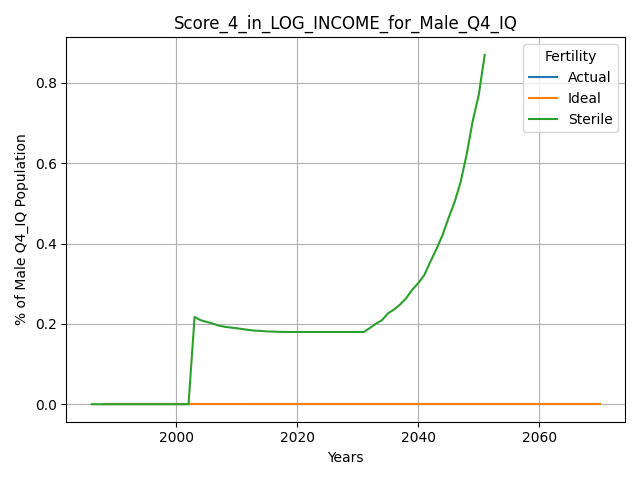 Score_4_in_LOG_INCOME_for_Male_Q4_IQ
% of Male Q4_IQ Population
0.8
0.6
0.4
0.2
0.0
Fertility
Actual
Ideal
Sterile
2000 2020 2040 2060
Years